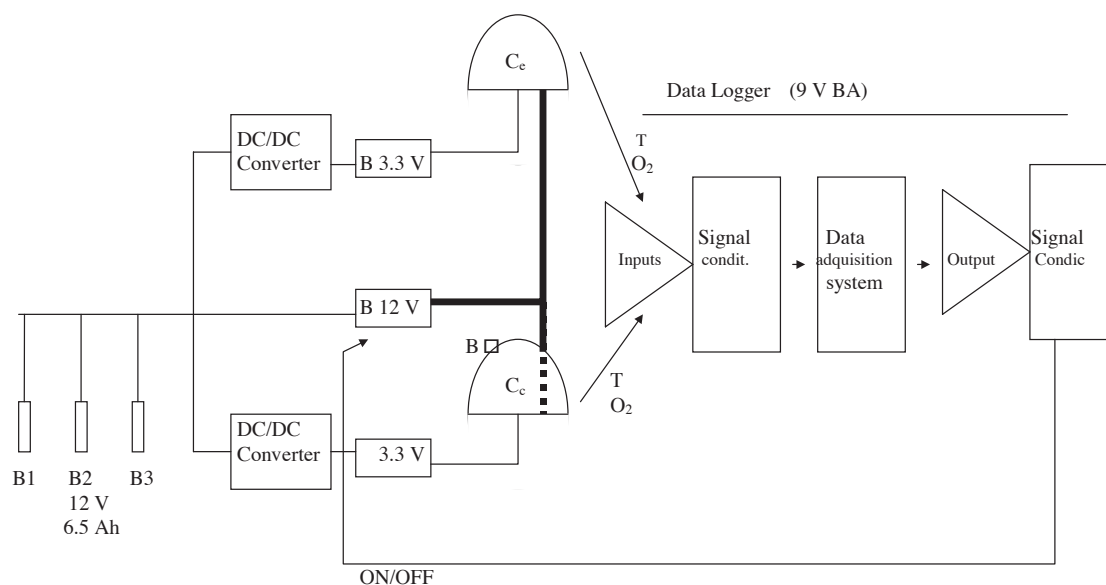 Cₑ
Data Logger (9 V BA)
DC/DC
Converter
B 3.3 V
T
O₂
Signal
condit.
Data
adquisition
system
Inputs
Output
Signal
Condic
B 12 V
B
C꜀
T
O₂
DC/DC
Converter
3.3 V
B1
B2
B3
12 V
6.5 Ah
ON/OFF